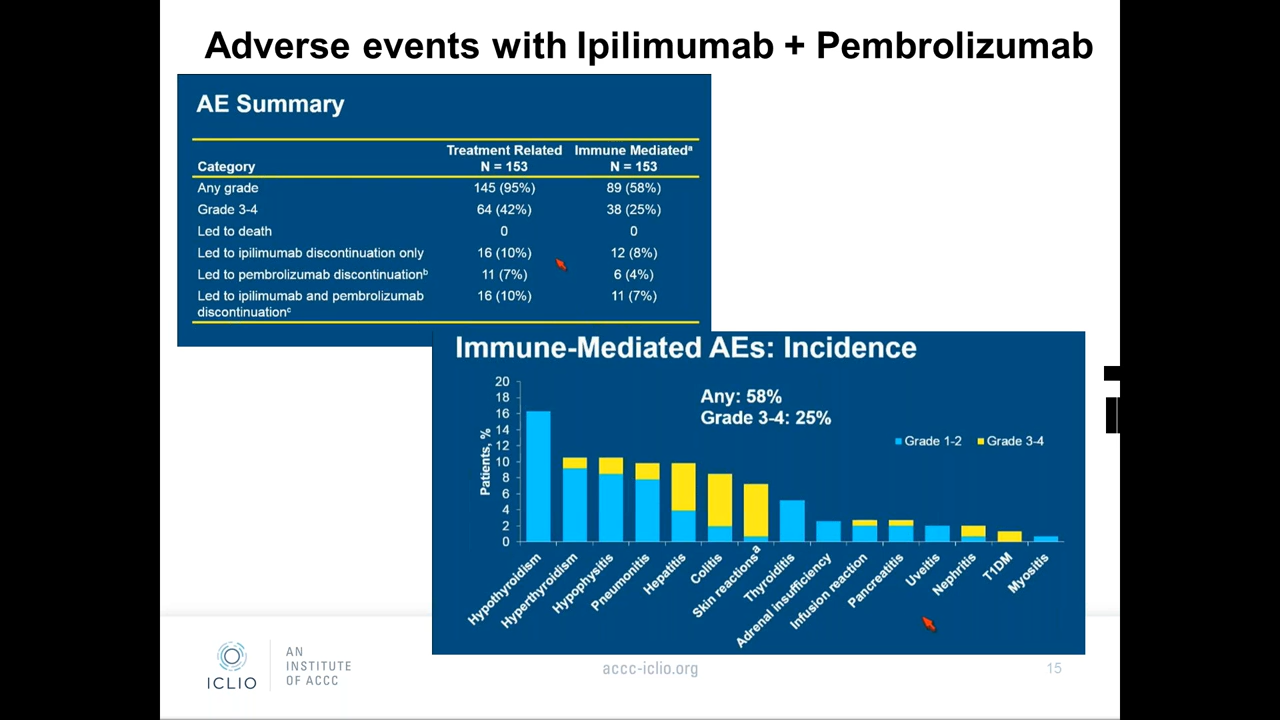 Adverse events with Ipilimumab + Pembrolizumab
AE Summary
Treatment Related Immune Mediatedª
Category N = 153 N = 153
Any grade 145 (95%) 89 (58%)
Grade 3-4 64 (42%) 38 (25%)
Led to death 0 0
Led to ipilimumab discontinuation only 16 (10%) 12 (8%)
Led to pembrolizumab discontinuationᵇ 11 (7%) 6 (4%)
Led to ipilimumab and pembrolizumab 16 (10%) 11 (7%)
discontinuationᶜ
Immune-Mediated AEs: Incidence
Any: 58%
Grade 3-4: 25%
Grade 1-2 Grade 3-4
Patients, %
20
18
16
14
12
10
8
6
4
2
0
Hypothyroidism
Hyperthyroidism
Hypophysitis
Pneumonitis
Hepatitis
Colitis
Skin reactionsª
Thyroiditis
Adrenal insufficiency
Infusion reaction
Pancreatitis
Uveitis
Nephritis
T1DM
Myositis
ICLIO
AN
INSTITUTE
OF ACCC
accc-iclio.org
15